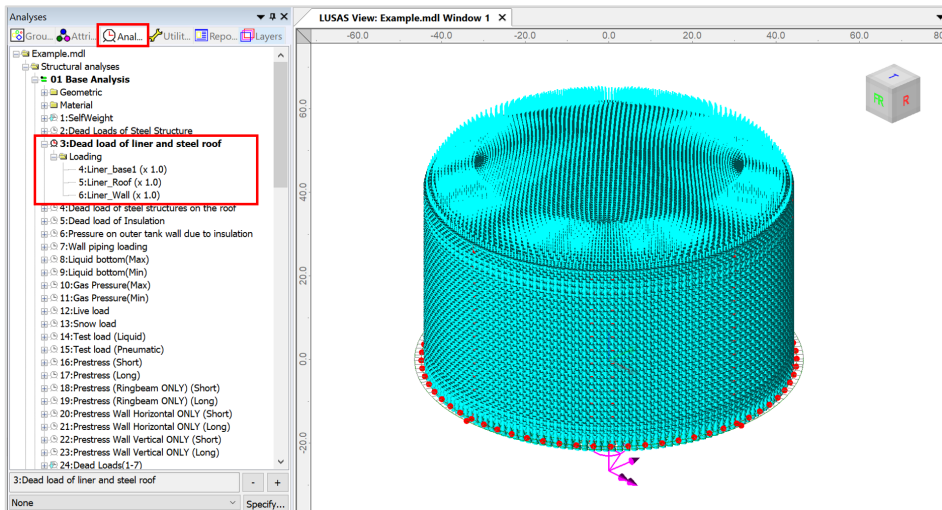 Analyses
LUSAS View: Example.mdl Window 1
Grou... Attri... Anal... Utilit... Repo... Layers
Example.mdl
Structural analyses
01 Base Analysis
Geometric
Material
1:SelfWeight
2:Dead Loads of Steel Structure
3:Dead load of liner and steel roof
Loading
4:Liner_base1 (x 1.0)
5:Liner_Roof (x 1.0)
6:Liner_Wall (x 1.0)
4:Dead load of steel structures on the roof
5:Dead load of Insulation
6:Pressure on outer tank wall due to insulation
7:Wall piping loading
8:Liquid bottom(Max)
9:Liquid bottom(Min)
10:Gas Pressure(Max)
11:Gas Pressure(Min)
12:Live load
13:Snow load
14:Test load (Liquid)
15:Test load (Pneumatic)
16:Prestress (Short)
17:Prestress (Long)
18:Prestress (Ringbeam ONLY) (Short)
19:Prestress (Ringbeam ONLY) (Long)
20:Prestress Wall Horizontal ONLY (Short)
21:Prestress Wall Horizontal ONLY (Long)
22:Prestress Wall Vertical ONLY (Short)
23:Prestress Wall Vertical ONLY (Long)
24:Dead Loads(1-7)
3:Dead load of liner and steel roof
- +
None
Specify...
-60.0 -40.0 -20.0 0.0 20.0 40.0 60.0 80
60.0
40.0
20.0
0.0
-20.0
T
FR R